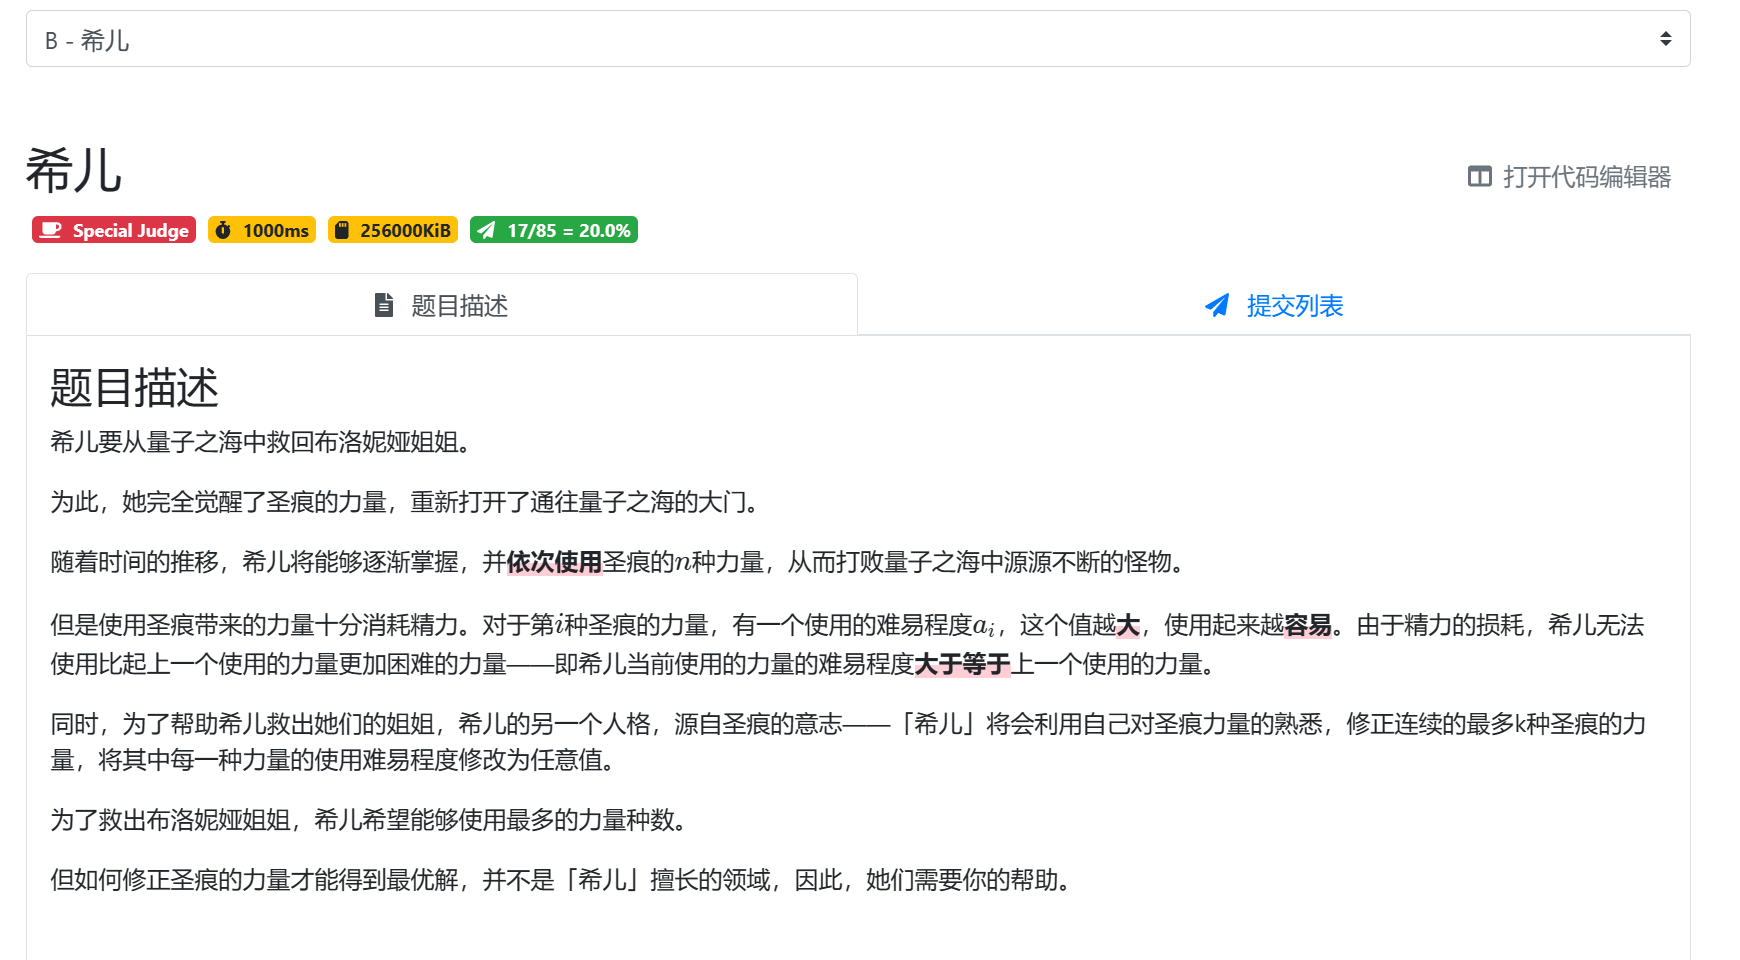 B - 希儿
希儿
打开代码编辑器
Special Judge
1000ms
256000KiB
17/85 = 20.0%
题目描述
提交列表
题目描述
希儿要从量子之海中救回布洛妮娅姐姐。
为此，她完全觉醒了圣痕的力量，重新打开了通往量子之海的大门。
随着时间的推移，希儿将能够逐渐掌握，并依次使用圣痕的n种力量，从而打败量子之海中源源不断的怪物。
但是使用圣痕带来的力量十分消耗精力。对于第i种圣痕的力量，有一个使用的难易程度a_i，这个值越大，使用起来越容易。由于精力的损耗，希儿无法
使用比起上一个使用的力量更加困难的力量——即希儿当前使用的力量的难易程度大于等于上一个使用的力量。
同时，为了帮助希儿救出她们的姐姐，希儿的另一个人格，源自圣痕的意志——「希儿」将会利用自己对圣痕力量的熟悉，修正连续的最多k种圣痕的力
量，将其中每一种力量的使用难易程度修改为任意值。
为了救出布洛妮娅姐姐，希儿希望能够使用最多的力量种数。
但如何修正圣痕的力量才能得到最优解，并不是「希儿」擅长的领域，因此，她们需要你的帮助。